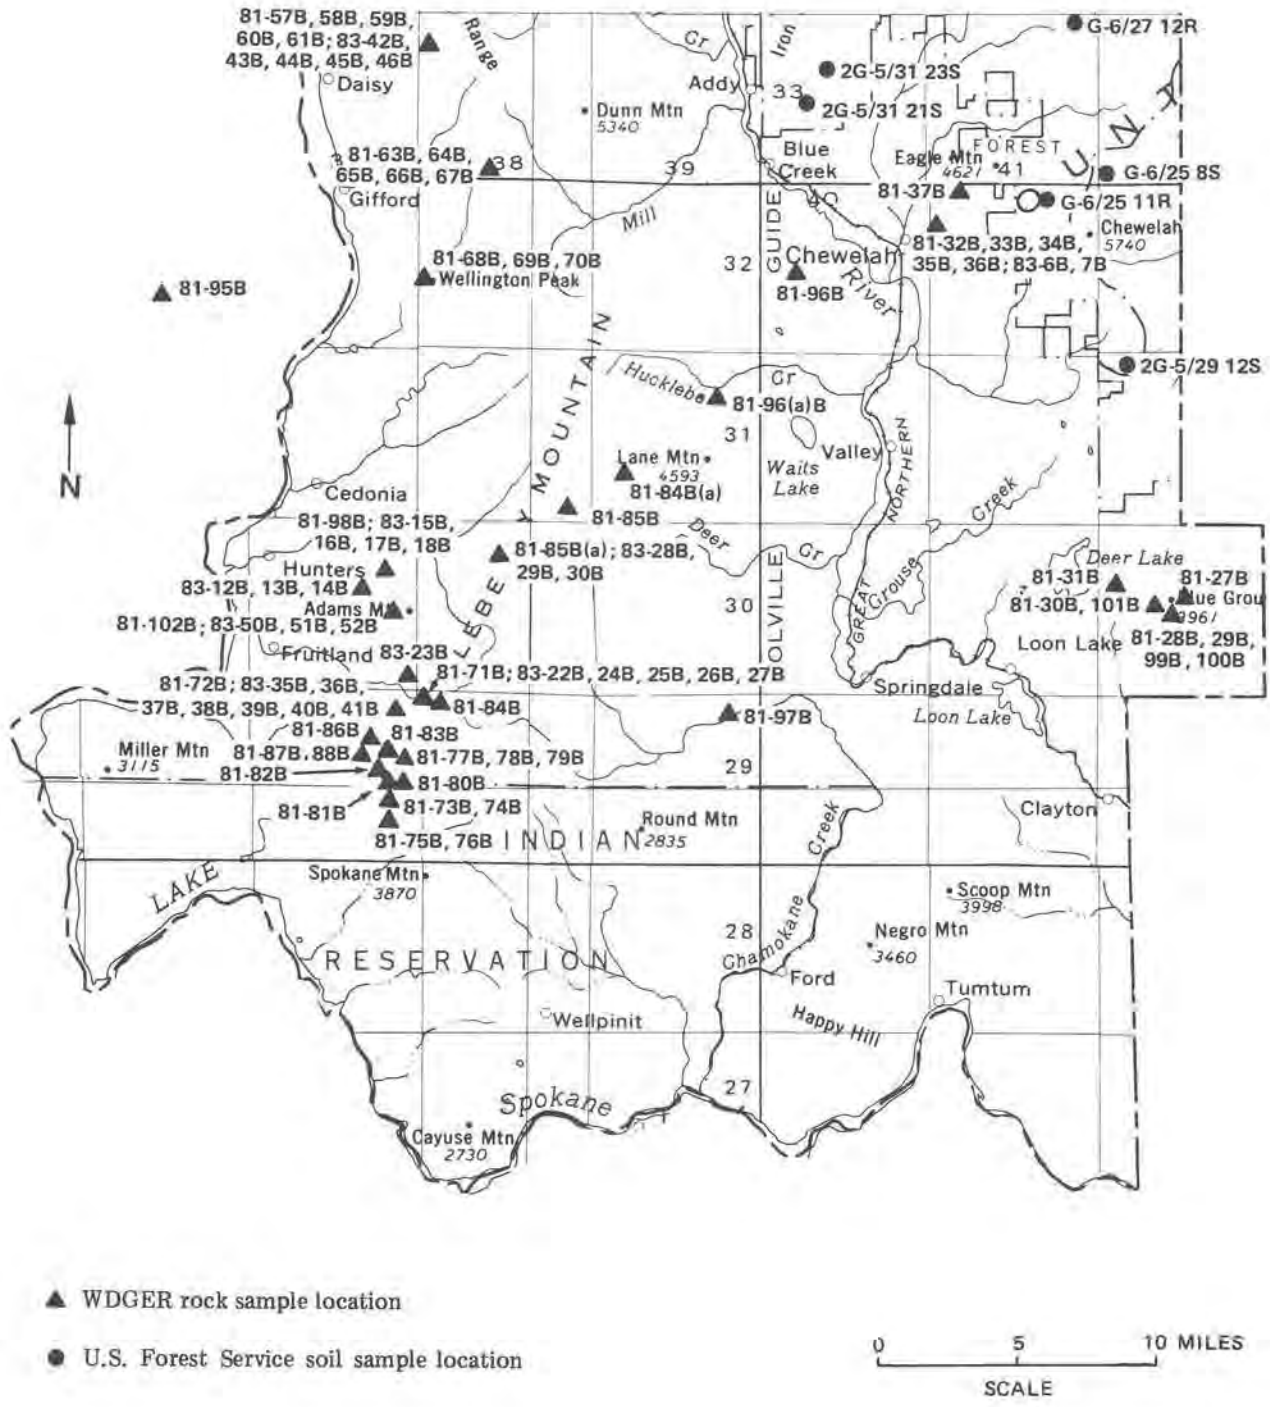 81-57B, 58B, 59B,
60B, 61B; 83-42B,
43B, 44B, 45B, 46B
Daisy
Range
Gr
Iron
G-6/27 12R
2G-5/31 23S
Addy
33
2G-5/31 21S
Dunn Mtn
5340
81-63B, 64B,
65B, 66B, 67B
38
39
Blue
Creek
Eagle Mtn
4621
FOREST
41
U
N
G-6/25 8S
Gifford
81-37B
G-6/25 11R
40
Mill
GUIDE
Chewelah
5740
81-68B, 69B, 70B
Wellington Peak
32
Chewelah
River
81-32B, 33B, 34B,
35B, 36B; 83-6B, 7B
81-95B
81-96B
2G-5/29 12S
Gr
81-96(a)B
N
MOUNTAIN
31
Lane Mtn
4593
Waits
Lake
Valley
NORTHERN
Cedonia
81-84B(a)
81-85B
Creek
81-98B; 83-15B,
16B, 17B, 18B
Deer
Gr
Hunters
81-85B(a); 83-28B,
29B, 30B
Grouse
Deer Lake
83-12B, 13B, 14B
81-31B
81-27B
Adams M
30
81-30B, 101B
3961
81-102B; 83-50B, 51B, 52B
GREAT
OLVILLE
LEBE
Y
Fruitland
83-23B
Loon Lake
81-28B, 29B,
99B, 100B
81-71B; 83-22B, 24B, 25B, 26B, 27B
81-72B; 83-35B, 36B,
37B, 38B, 39B, 40B, 41B
Springdale
81-84B
81-97B
Loon Lake
81-86B
81-83B
Miller Mtn
3115
81-87B, 88B
81-77B, 78B, 79B
81-82B
29
81-80B
81-81B
81-73B, 74B
Clayton
81-75B, 76B
INDIAN
Round Mtn
2835
Creek
LAKE
Spokane Mtn
3870
Scoop Mtn
3998
28
Negro Mtn
3460
Chamokane
RESERVATION
Ford
Tumtum
Wellpinit
Happy Hill
27
Spokane
Cayuse Mtn
2730
WDGER rock sample location
U.S. Forest Service soil sample location
0 5 10 MILES
SCALE